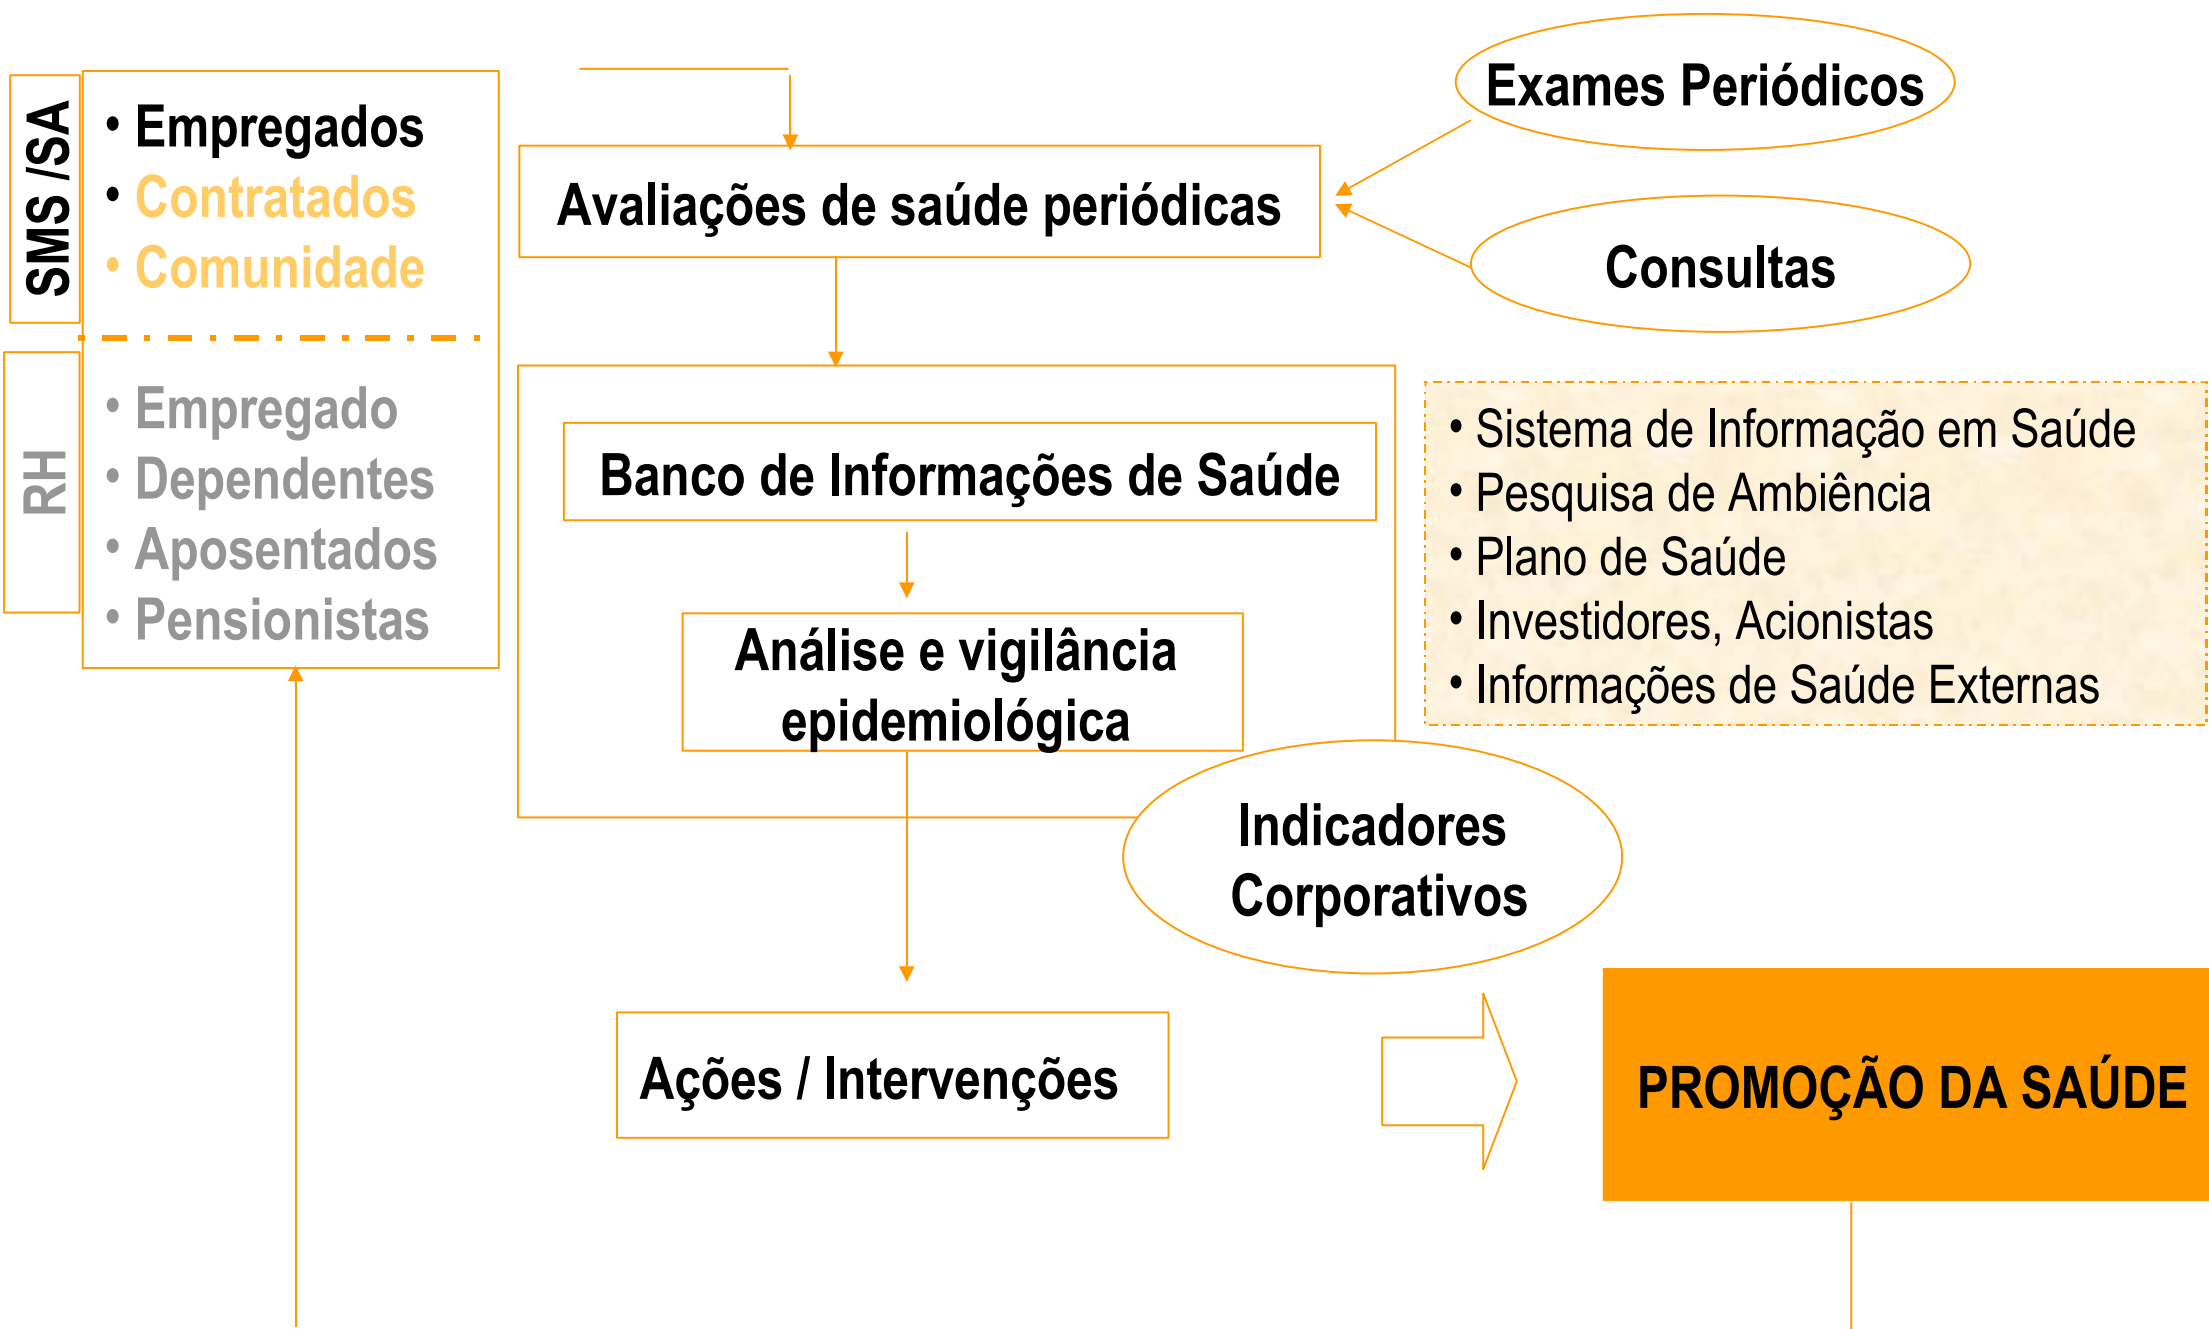 SMS /SA
• Empregados
• Contratados
• Comunidade
RH
• Empregado
• Dependentes
• Aposentados
• Pensionistas
Avaliações de saúde periódicas
Exames Periódicos
Consultas
Banco de Informações de Saúde
Análise e vigilância
epidemiológica
• Sistema de Informação em Saúde
• Pesquisa de Ambiência
• Plano de Saúde
• Investidores, Acionistas
• Informações de Saúde Externas
Indicadores
Corporativos
Ações / Intervenções
PROMOÇÃO DA SAÚDE